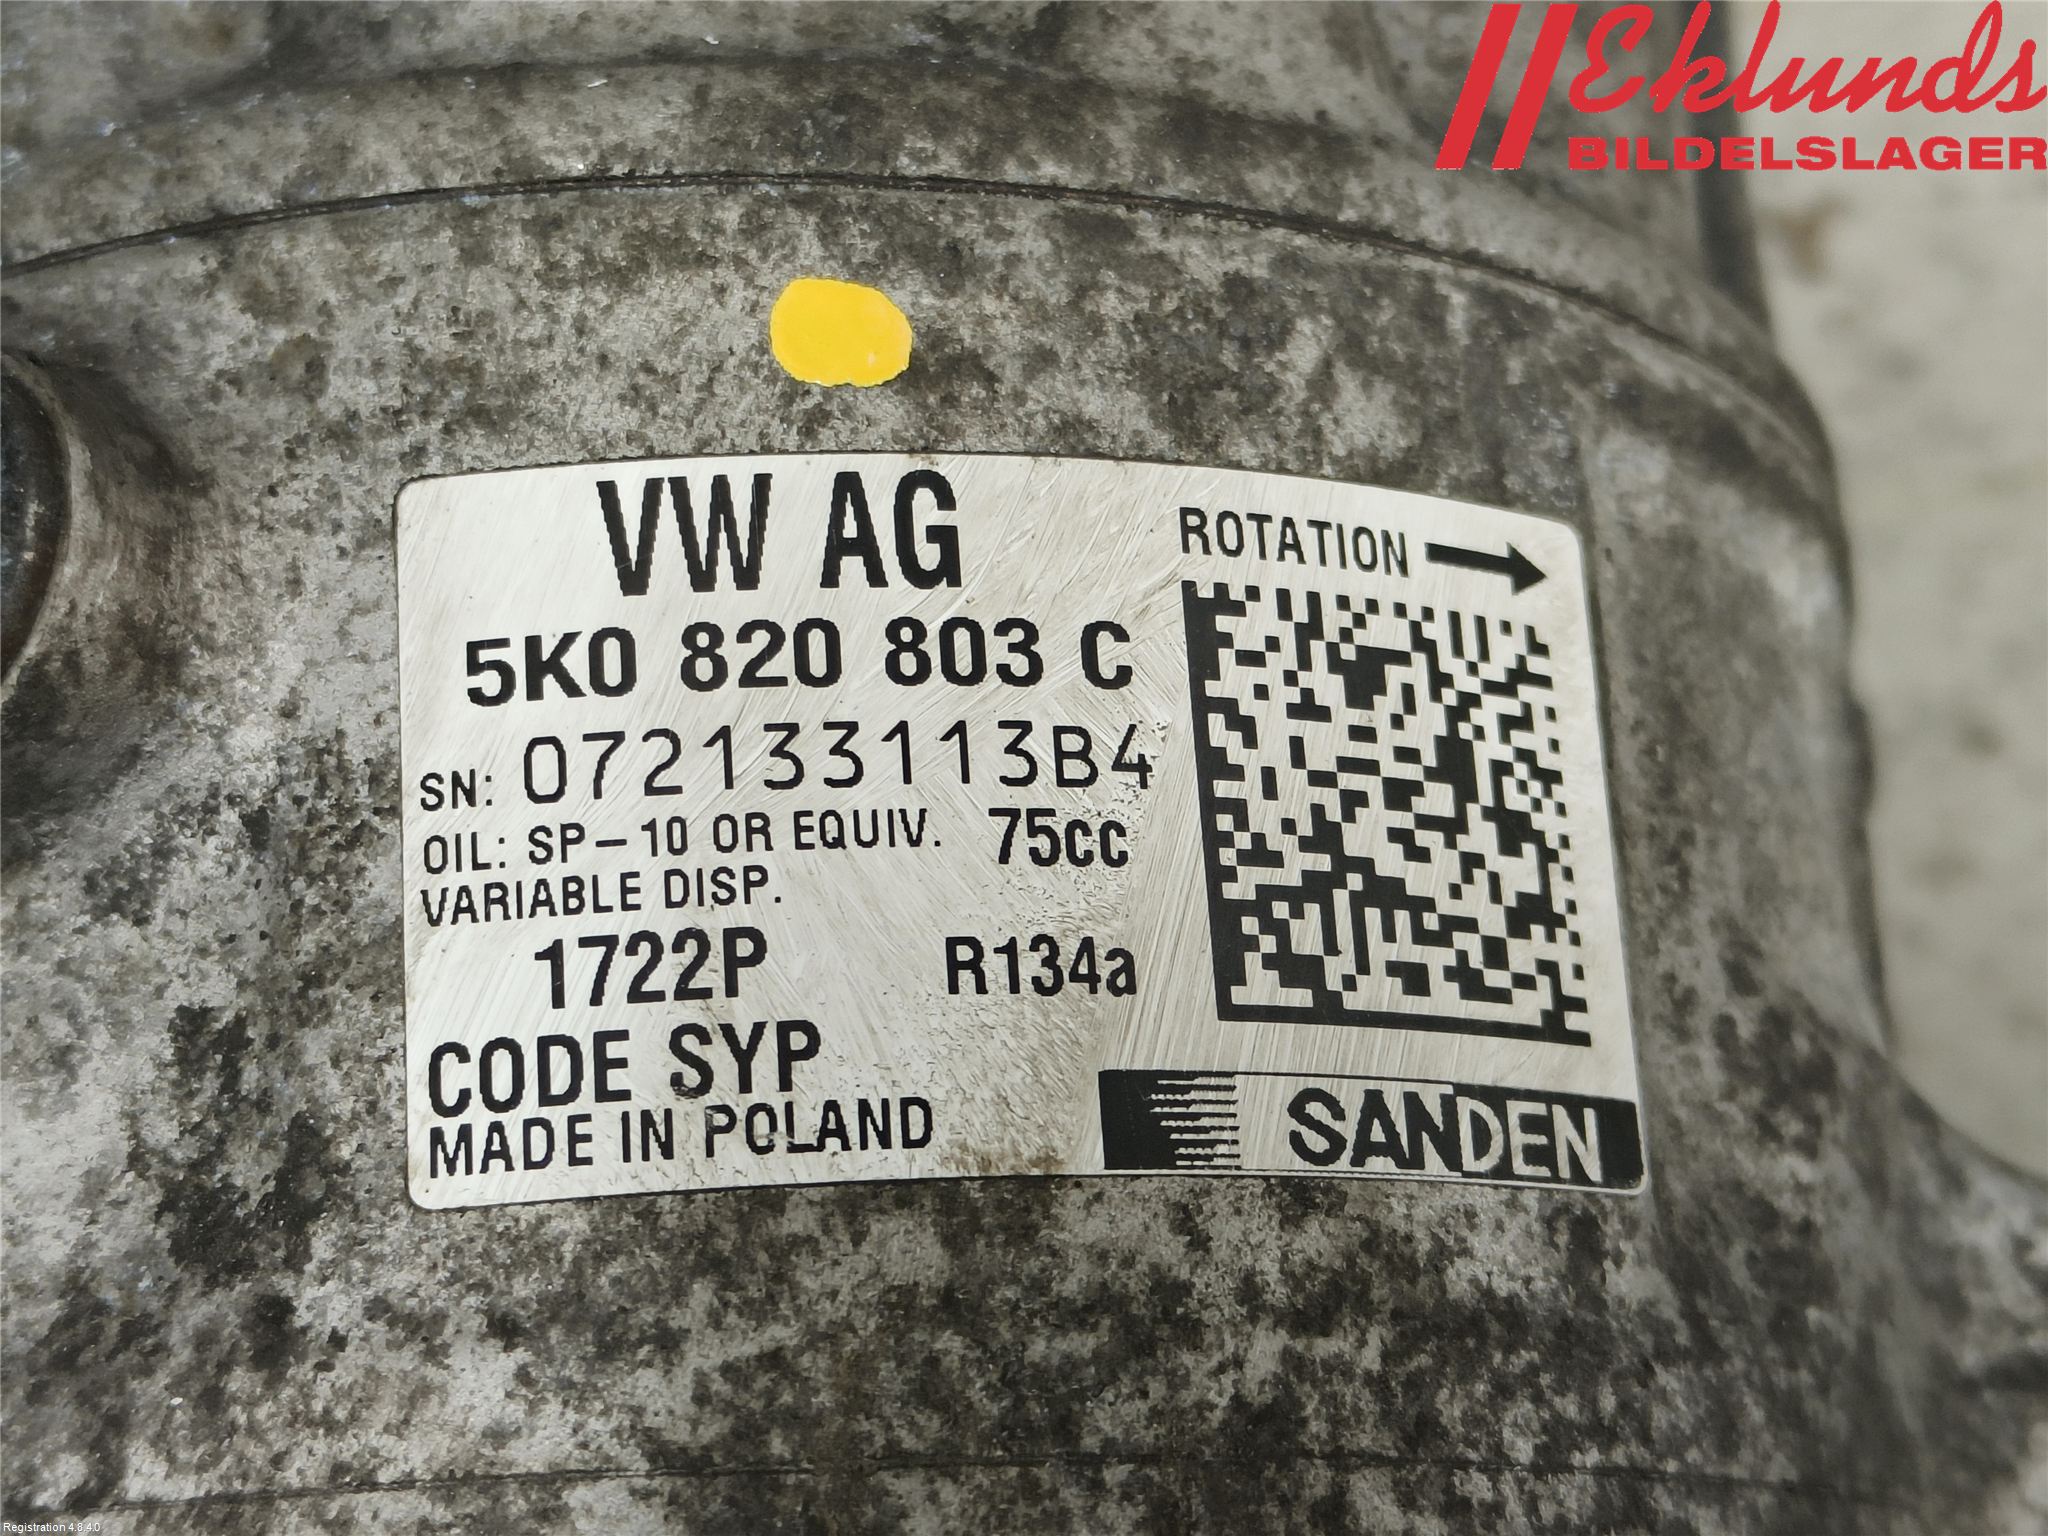 Eklunds
BILDELSLAGER
VW AG
ROTATION
5K0 820 803 C
SN: 072133113B4
OIL: SP-10 OR EQUIV. 75cc
VARIABLE DISP.
1722P R134a
CODE SYP
MADE IN POLAND
SANDEN
Registration 4.8.4.0